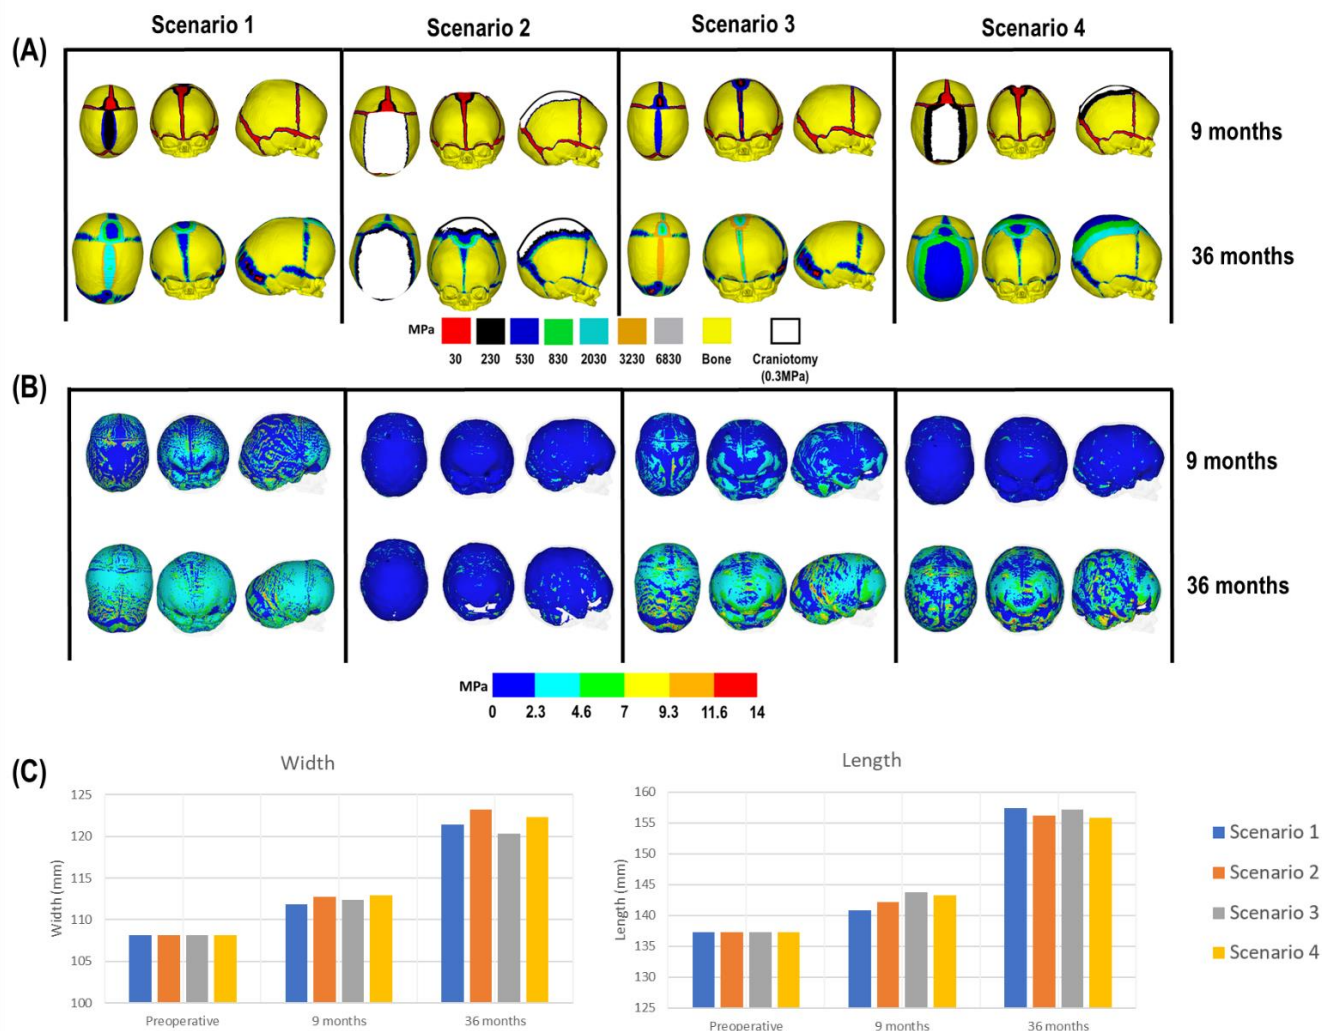 Scenario 1 Scenario 2 Scenario 3 Scenario 4
(A)
9 months
36 months
MPa
30 230 530 830 2030 3230 6830 Bone Craniotomy
(0.3MPa)
(B)
9 months
36 months
MPa
0 2.3 4.6 7 9.3 11.6 14
(C)
Width
125
120
115
110
105
100
Width (mm)
Preoperative 9 months 36 months
Length
160
155
150
145
140
135
130
125
Length (mm)
Preoperative 9 months 36 months
Scenario 1
Scenario 2
Scenario 3
Scenario 4